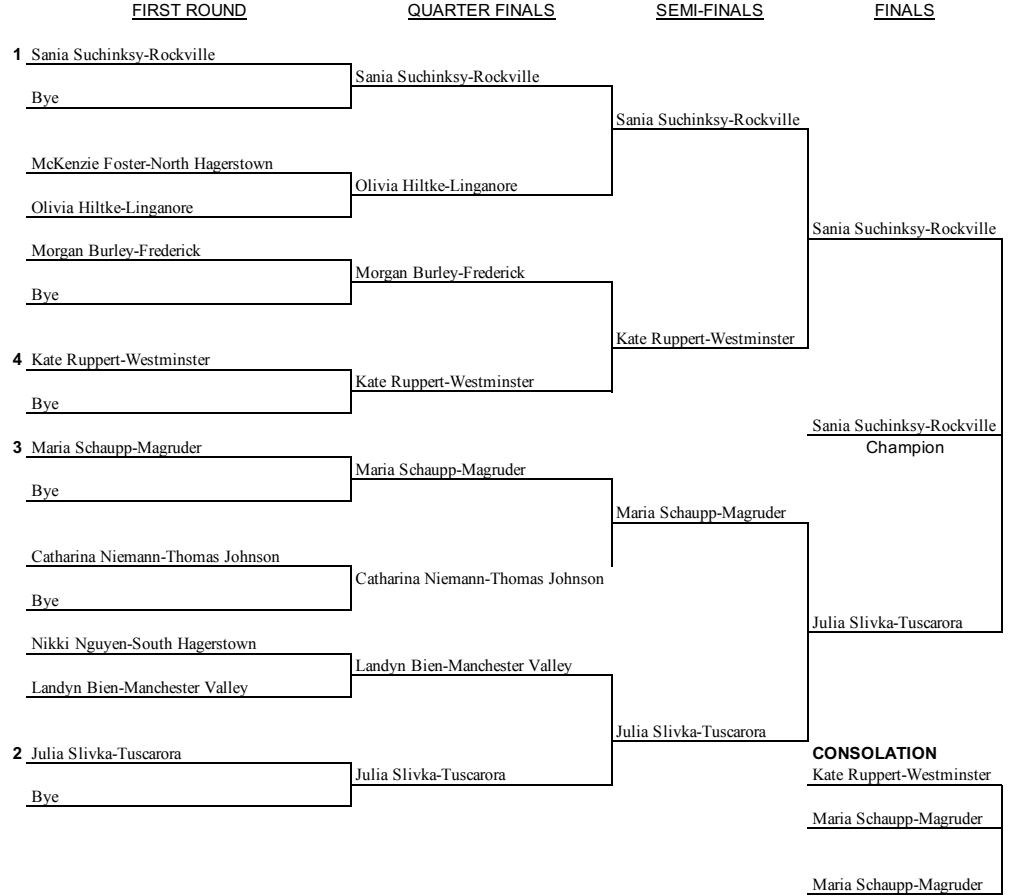 FIRST ROUND QUARTER FINALS SEMI-FINALS FINALS
1 Sania Suchinksy-Rockville
Sania Suchinksy-Rockville
Bye
Sania Suchinksy-Rockville
McKenzie Foster-North Hagerstown
Olivia Hiltke-Linganore
Olivia Hiltke-Linganore
Sania Suchinksy-Rockville
Morgan Burley-Frederick
Morgan Burley-Frederick
Bye
Kate Ruppert-Westminster
4 Kate Ruppert-Westminster
Kate Ruppert-Westminster
Bye
Sania Suchinksy-Rockville
Champion
3 Maria Schaupp-Magruder
Maria Schaupp-Magruder
Bye
Maria Schaupp-Magruder
Catharina Niemann-Thomas Johnson
Catharina Niemann-Thomas Johnson
Bye
Julia Slivka-Tuscarora
Nikki Nguyen-South Hagerstown
Landyn Bien-Manchester Valley
Landyn Bien-Manchester Valley
Julia Slivka-Tuscarora
2 Julia Slivka-Tuscarora
Julia Slivka-Tuscarora
Bye
CONSOLATION
Kate Ruppert-Westminster
Maria Schaupp-Magruder
Maria Schaupp-Magruder